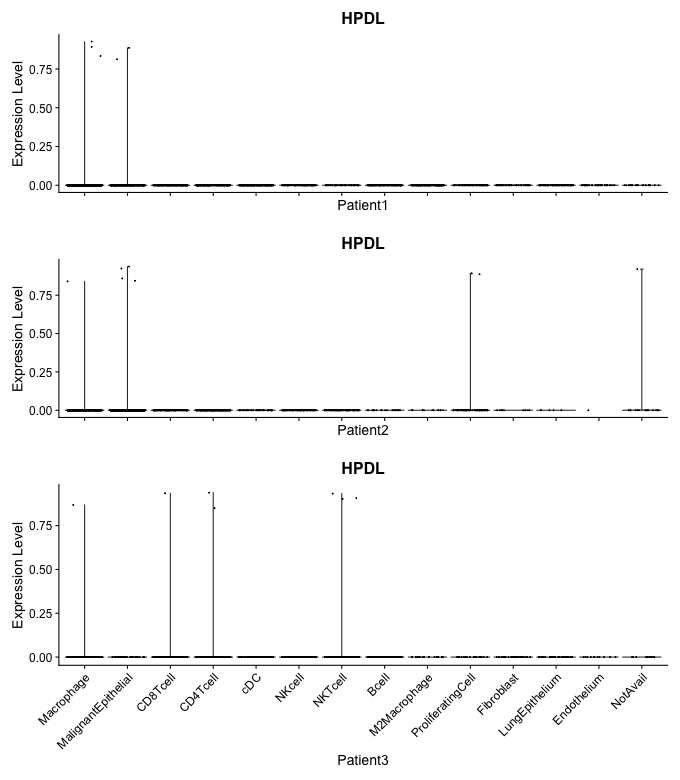 HPDL
Expression Level
0.75
0.50
0.25
0.00
Patient1
HPDL
Expression Level
0.75
0.50
0.25
0.00
Patient2
HPDL
Expression Level
0.75
0.50
0.25
0.00
Macrophage
MalignantEpithelial
CD8Tcell
CD4Tcell
cDC
NKcell
NKTcell
Bcell
M2Macrophage
ProliferatingCell
Fibroblast
LungEpithelium
Endothelium
NotAvail
Patient3